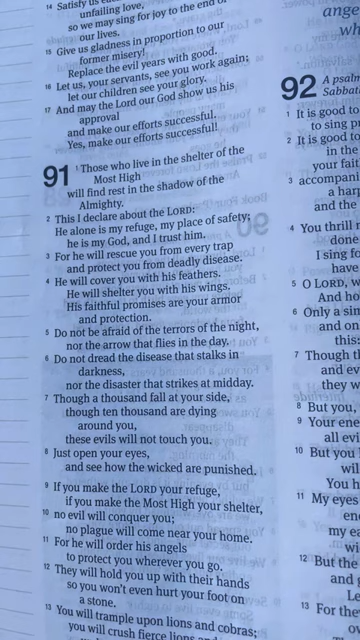 14 Satisfy us
unfailing love,
so we may sing for joy to the end of
our lives.
15 Give us gladness in proportion to our
former misery!
Replace the evil years with good.
16 Let us, your servants, see you work again;
let our children see your glory.
17 And may the Lord our God show us his
approval
and make our efforts successful.
Yes, make our efforts successful!
91 1 Those who live in the shelter of the
Most High
will find rest in the shadow of the
Almighty.
2 This I declare about the LORD:
He alone is my refuge, my place of safety;
he is my God, and I trust him.
3 For he will rescue you from every trap
and protect you from deadly disease.
4 He will cover you with his feathers.
He will shelter you with his wings.
His faithful promises are your armor
and protection.
5 Do not be afraid of the terrors of the night,
nor the arrow that flies in the day.
6 Do not dread the disease that stalks in
darkness,
nor the disaster that strikes at midday.
7 Though a thousand fall at your side,
though ten thousand are dying
around you,
these evils will not touch you.
8 Just open your eyes,
and see how the wicked are punished.
9 If you make the LORD your refuge,
if you make the Most High your shelter,
10 no evil will conquer you;
no plague will come near your home.
11 For he will order his angels
to protect you wherever you go.
12 They will hold you up with their hands
so you won't even hurt your foot on
a stone.
13 You will trample upon lions and cobras;
you will crush fierce lions and
ange
wh
92 A psalm
Sabbat
1 It is good to
to sing p
2 It is good to
in the
your fait
3 accompani
a harp
and the
4 You thrill m
done
I sing fo
have
5 O LORD, w
And ho
6 Only a sin
and on
this:
7 Though t
and ev
they w
8 But you,
9 Your ene
all evi
10 But you
wil
You h
11 My eyes
en
my ea
wi
12 But the
and
Le
13 For the